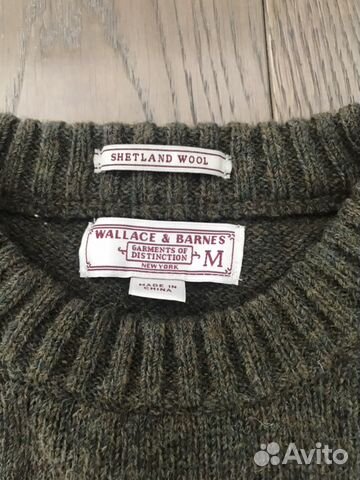 SHETLAND WOOL
WALLACE & BARNES
GARMENTS OF
DISTINCTION
M
NEW YORK
MADE IN
CHINA
Avito